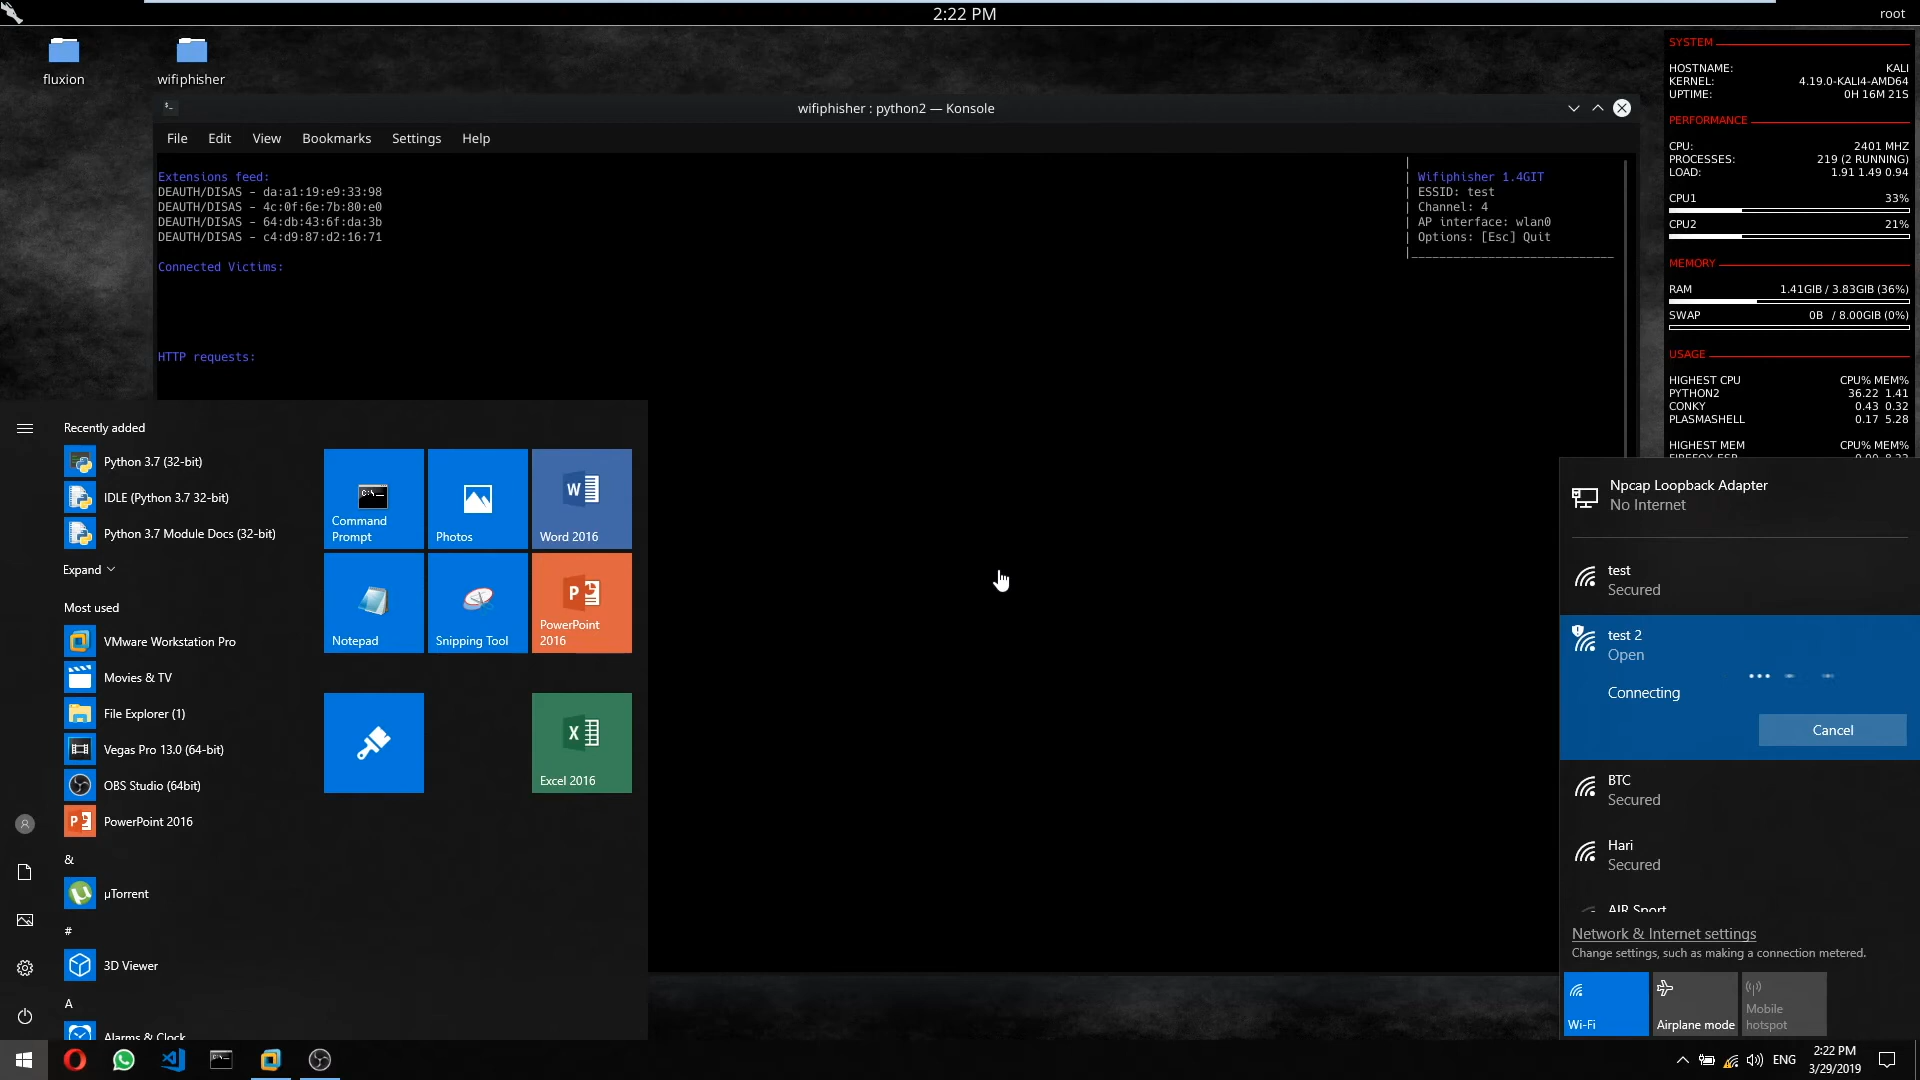 2:22 PM
root
fluxion
wifiphisher
wifiphisher : python2 — Konsole
File Edit View Bookmarks Settings Help
Extensions feed:
DEAUTH/DISAS - da:a1:19:e9:33:98
DEAUTH/DISAS - 4c:0f:6e:7b:80:e0
DEAUTH/DISAS - 64:db:43:6f:da:3b
DEAUTH/DISAS - c4:d9:87:d2:16:71
Connected Victims:
HTTP requests:
| Wifiphisher 1.4GIT
| ESSID: test
| Channel: 4
| AP interface: wlan0
| Options: [Esc] Quit
SYSTEM
HOSTNAME: KALI
KERNEL: 4.19.0-KALI4-AMD64
UPTIME: 0H 16M 21S
PERFORMANCE
CPU: 2401 MHZ
PROCESSES: 219 (2 RUNNING)
LOAD: 1.91 1.49 0.94
CPU1 33%
CPU2 21%
MEMORY
RAM 1.41GIB / 3.83GIB (36%)
SWAP 0B / 8.00GIB (0%)
USAGE
HIGHEST CPU CPU% MEM%
PYTHON2 36.22 1.41
CONKY 0.43 0.32
PLASMASHELL 0.17 5.28
HIGHEST MEM CPU% MEM%
Recently added
Python 3.7 (32-bit)
IDLE (Python 3.7 32-bit)
Python 3.7 Module Docs (32-bit)
Expand
Most used
VMware Workstation Pro
Movies & TV
File Explorer (1)
Vegas Pro 13.0 (64-bit)
OBS Studio (64bit)
PowerPoint 2016
&
µTorrent
#
3D Viewer
A
Alarms & Clock
C:\
Command
Prompt
Photos
W
Word 2016
Notepad
Snipping Tool
P
PowerPoint
2016
X
Excel 2016
Npcap Loopback Adapter
No Internet
test
Secured
test 2
Open
Connecting
Cancel
BTC
Secured
Hari
Secured
Network & Internet settings
Change settings, such as making a connection metered.
Wi-Fi
Airplane mode
Mobile
hotspot
ENG
2:22 PM
3/29/2019